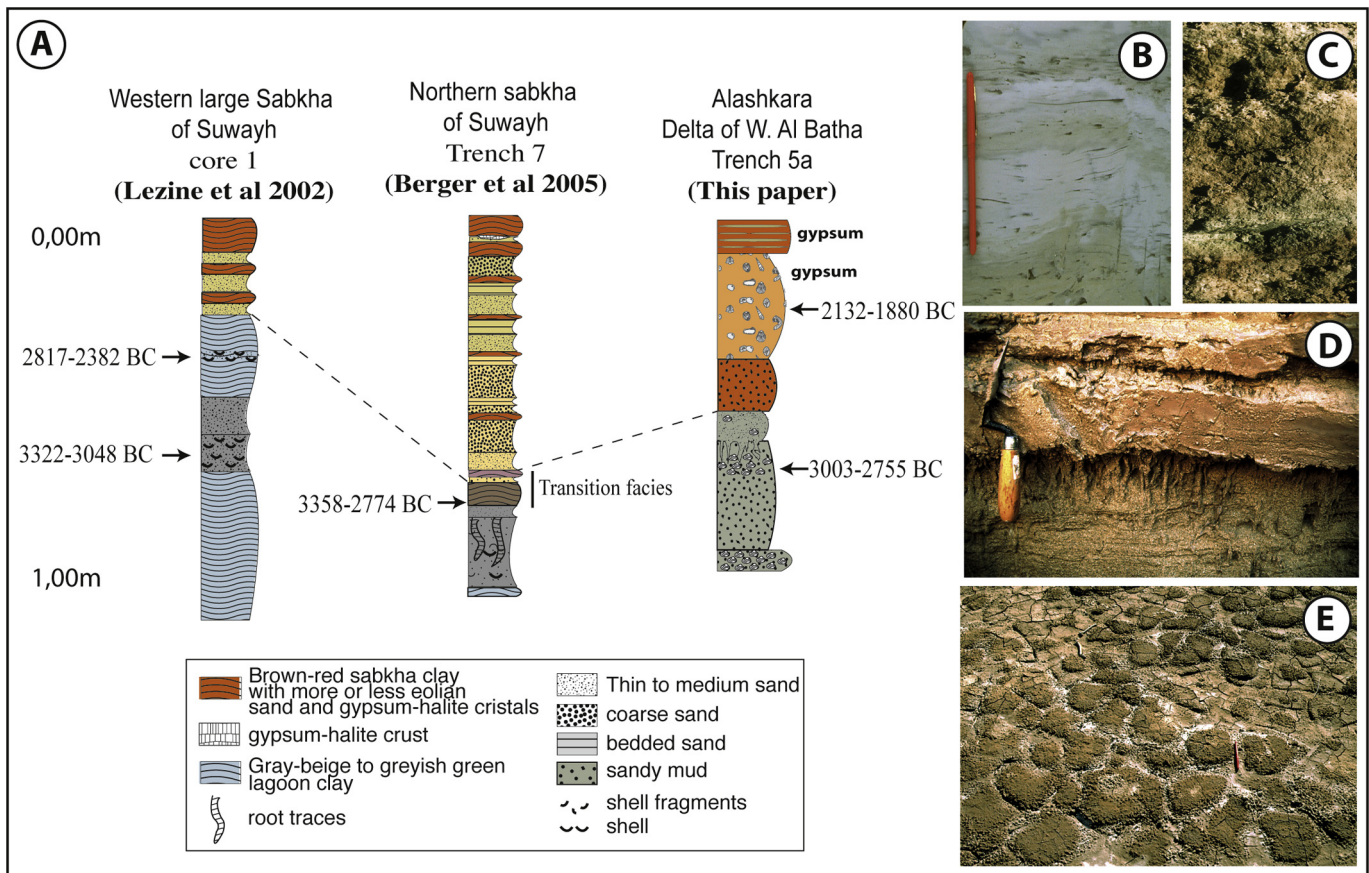 A
Western large Sabkha
of Suwayh
core 1
(Lezine et al 2002)
Northern sabkha
of Suwayh
Trench 7
(Berger et al 2005)
Alashkara
Delta of W. Al Batha
Trench 5a
(This paper)
0,00m
2817-2382 BC
3322-3048 BC
1,00m
3358-2774 BC
Transition facies
gypsum
gypsum
2132-1880 BC
3003-2755 BC
Brown-red sabkha clay
with more or less eolian
sand and gypsum-halite cristals
gypsum-halite crust
Gray-beige to greyish green
lagoon clay
root traces
Thin to medium sand
coarse sand
bedded sand
sandy mud
shell fragments
shell
B
C
D
E